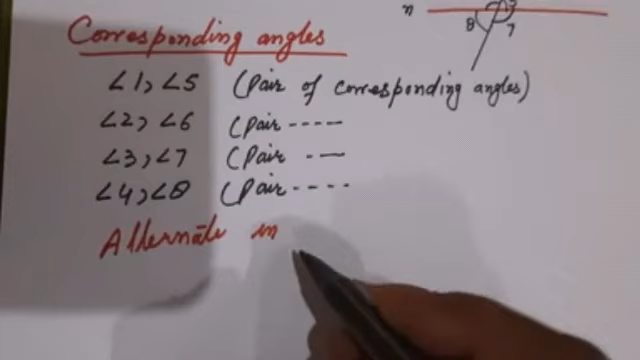 n
8 7
Corresponding angles
∠1, ∠5 (Pair of corresponding angles)
∠2, ∠6 (Pair ----
∠3, ∠7 (Pair ----
∠4, ∠8 (Pair ----
Alternate in